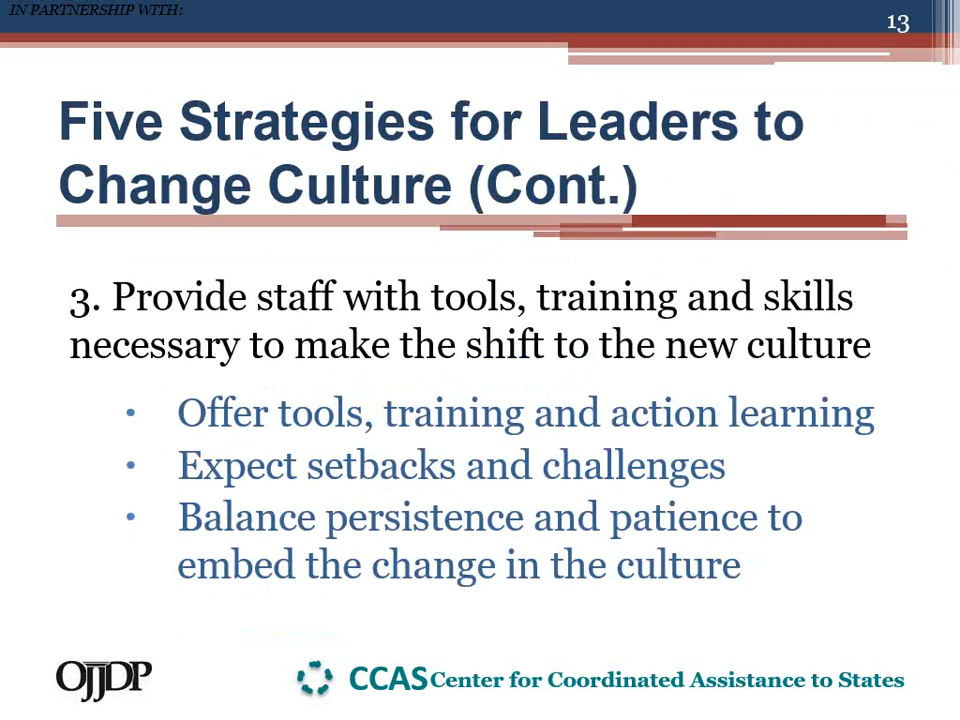 IN PARTNERSHIP WITH:
13
Five Strategies for Leaders to
Change Culture (Cont.)
3. Provide staff with tools, training and skills
necessary to make the shift to the new culture
• Offer tools, training and action learning
• Expect setbacks and challenges
• Balance persistence and patience to
embed the change in the culture
OJJDP
CCAS Center for Coordinated Assistance to States